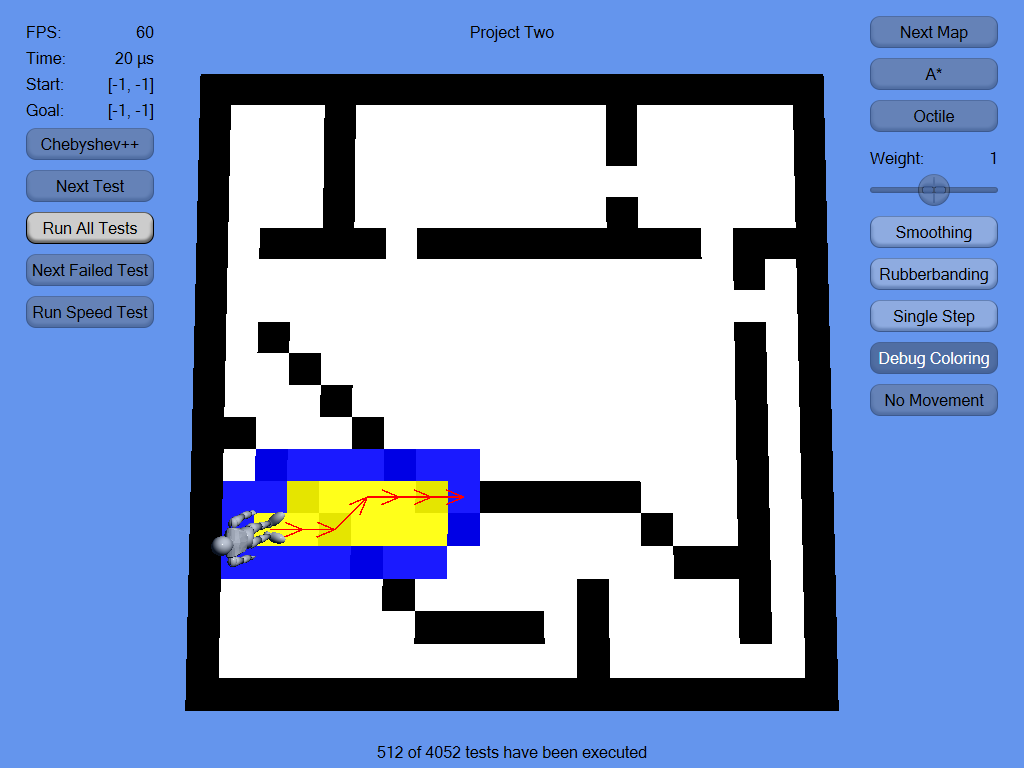 Project Two
FPS: 60
Time: 20 µs
Start: [-1, -1]
Goal: [-1, -1]
Chebyshev++
Next Test
Run All Tests
Next Failed Test
Run Speed Test
Next Map
A*
Octile
Weight: 1
Smoothing
Rubberbanding
Single Step
Debug Coloring
No Movement
512 of 4052 tests have been executed